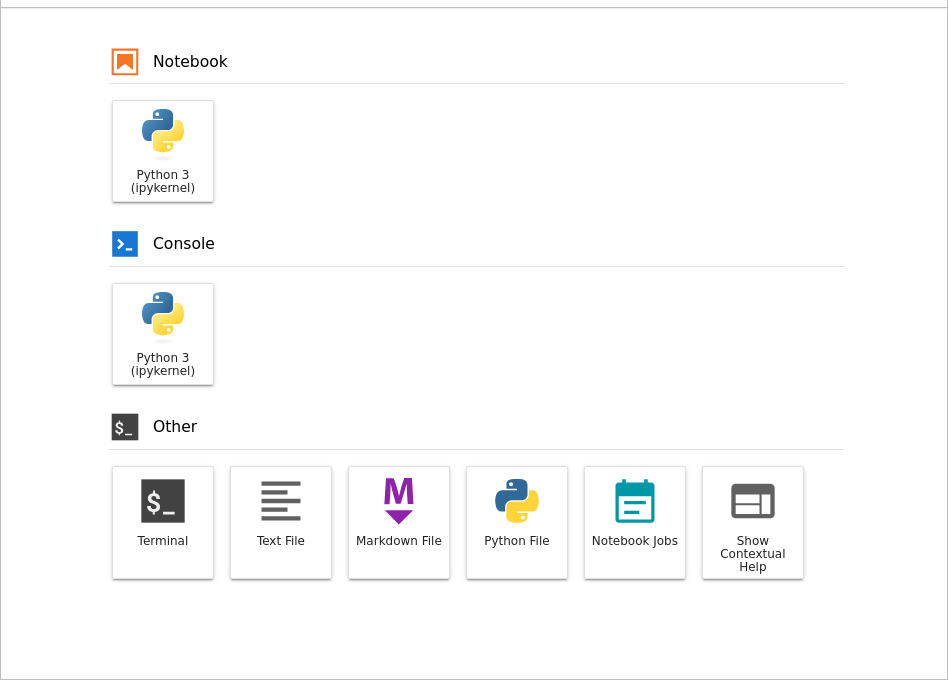 Notebook
Python 3
(ipykernel)
Console
Python 3
(ipykernel)
$_ Other
$_
Terminal
Text File
M
Markdown File
Python File
Notebook Jobs
Show
Contextual
Help